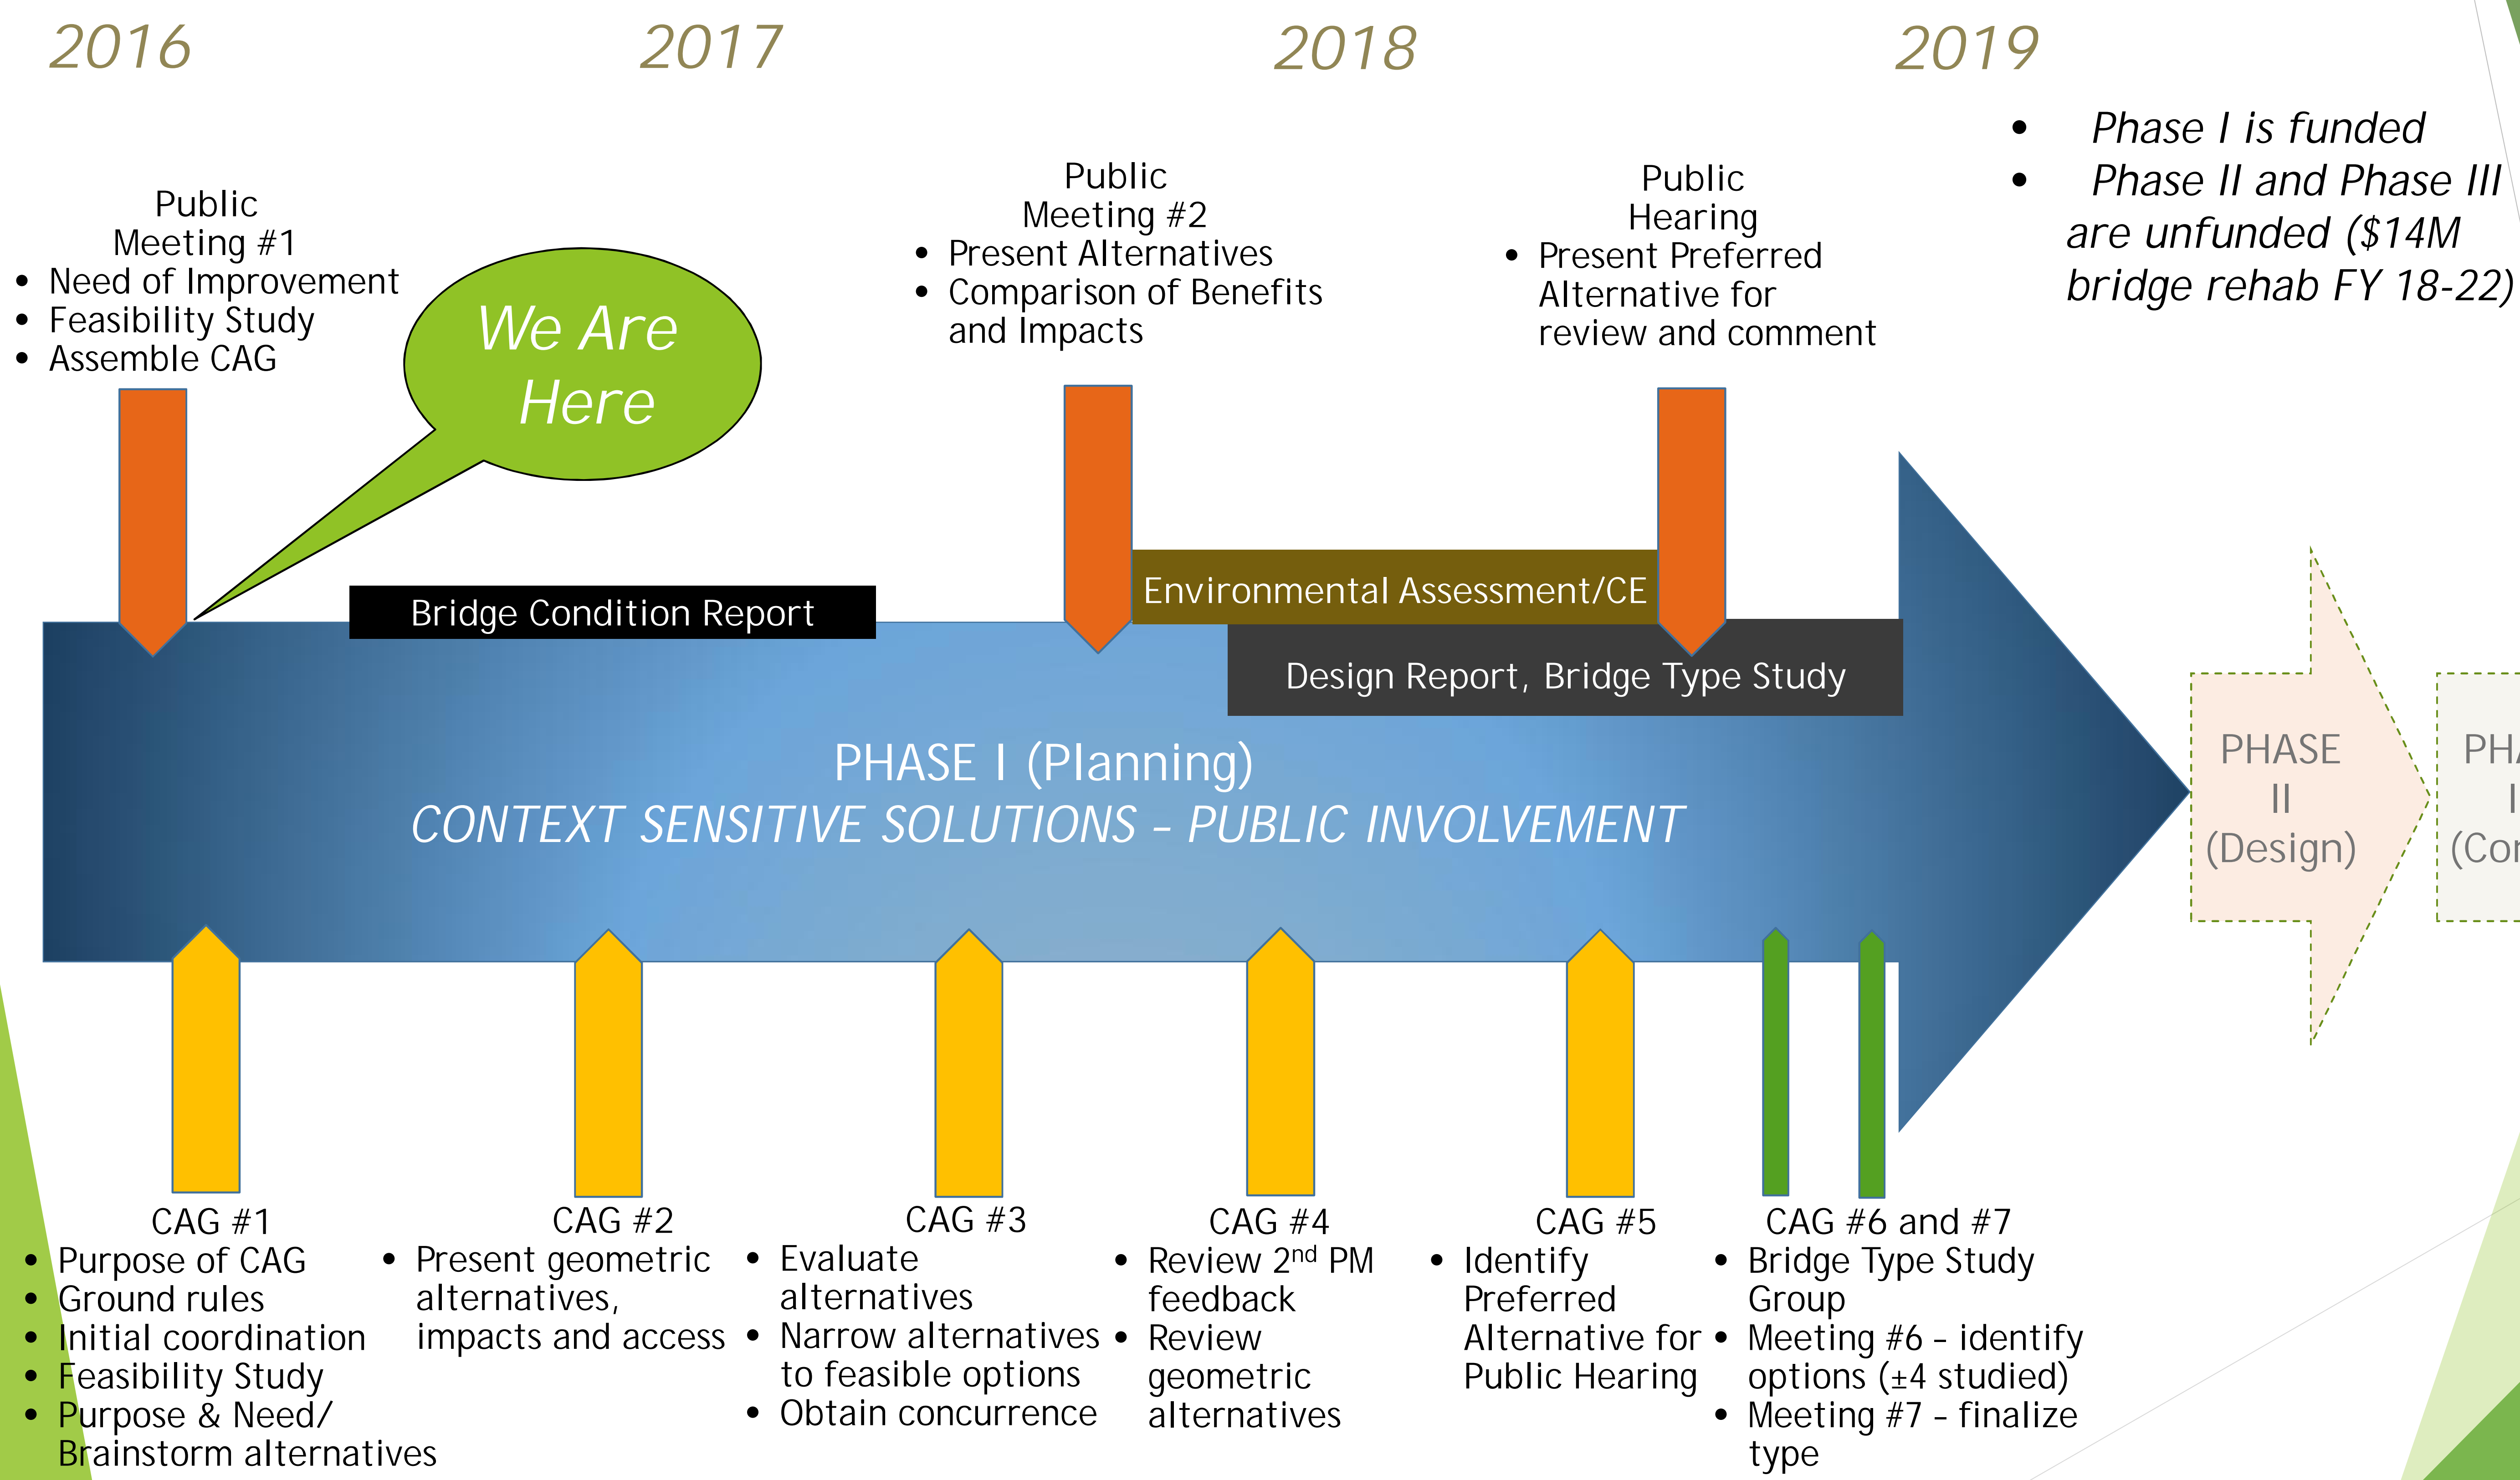 2016
2017
2018
2019
• Phase I is funded
• Phase II and Phase III
are unfunded ($14M
bridge rehab FY 18-22)
Public
Meeting #1
• Need of Improvement
• Feasibility Study
• Assemble CAG
We Are
Here
Public
Meeting #2
• Present Alternatives
• Comparison of Benefits
and Impacts
Public
Hearing
• Present Preferred
Alternative for
review and comment
Bridge Condition Report
Environmental Assessment/CE
Design Report, Bridge Type Study
PHASE I (Planning)
CONTEXT SENSITIVE SOLUTIONS – PUBLIC INVOLVEMENT
PHASE
II
(Design)
CAG #1
• Purpose of CAG
• Ground rules
• Initial coordination
• Feasibility Study
• Purpose & Need/
Brainstorm alternatives
CAG #2
• Present geometric
alternatives,
impacts and access
CAG #3
• Evaluate
alternatives
• Narrow alternatives
to feasible options
• Obtain concurrence
CAG #4
• Review 2nd PM
feedback
• Review
geometric
alternatives
CAG #5
• Identify
Preferred
Alternative for
Public Hearing
CAG #6 and #7
• Bridge Type Study
Group
• Meeting #6 – identify
options (±4 studied)
• Meeting #7 – finalize
type